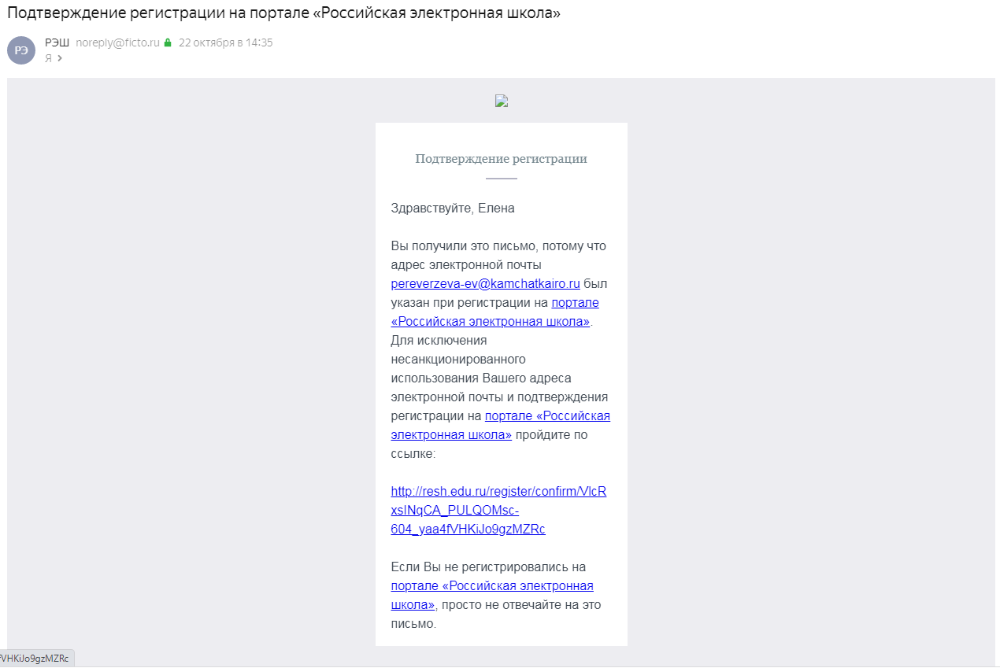 Подтверждение регистрации на портале «Российская электронная школа»
РЭ
РЭШ noreply@ficto.ru 22 октября в 14:35
Я
Подтверждение регистрации
Здравствуйте, Елена
Вы получили это письмо, потому что
адрес электронной почты
pereverzeva-ev@kamchatkairo.ru был
указан при регистрации на портале
«Российская электронная школа».
Для исключения
несанкционированного
использования Вашего адреса
электронной почты и подтверждения
регистрации на портале «Российская
электронная школа» пройдите по
ссылке:
http://resh.edu.ru/register/confirm/VlcR
xsINqCA_PULQOMsc-
604_yaa4fVHKiJo9gzMZRc
Если Вы не регистрировались на
портале «Российская электронная
школа», просто не отвечайте на это
письмо.
fVHKiJo9gzMZRc